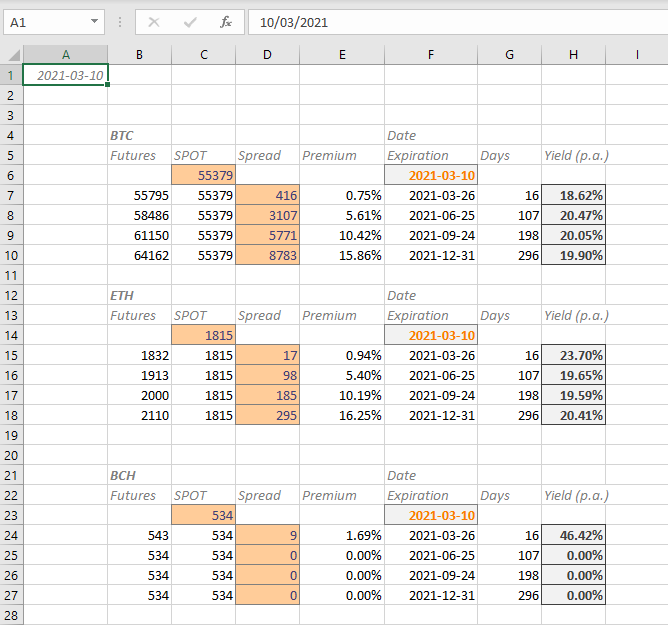 A1 fx 10/03/2021
A B C D E F G H I
1 2021-03-10
2
3
4 BTC Date
5 Futures SPOT Spread Premium Expiration Days Yield (p.a.)
6 55379 2021-03-10
7 55795 55379 416 0.75% 2021-03-26 16 18.62%
8 58486 55379 3107 5.61% 2021-06-25 107 20.47%
9 61150 55379 5771 10.42% 2021-09-24 198 20.05%
10 64162 55379 8783 15.86% 2021-12-31 296 19.90%
11
12 ETH Date
13 Futures SPOT Spread Premium Expiration Days Yield (p.a.)
14 1815 2021-03-10
15 1832 1815 17 0.94% 2021-03-26 16 23.70%
16 1913 1815 98 5.40% 2021-06-25 107 19.65%
17 2000 1815 185 10.19% 2021-09-24 198 19.59%
18 2110 1815 295 16.25% 2021-12-31 296 20.41%
19
20
21 BCH Date
22 Futures SPOT Spread Premium Expiration Days Yield (p.a.)
23 534 2021-03-10
24 543 534 9 1.69% 2021-03-26 16 46.42%
25 534 534 0 0.00% 2021-06-25 107 0.00%
26 534 534 0 0.00% 2021-09-24 198 0.00%
27 534 534 0 0.00% 2021-12-31 296 0.00%
28